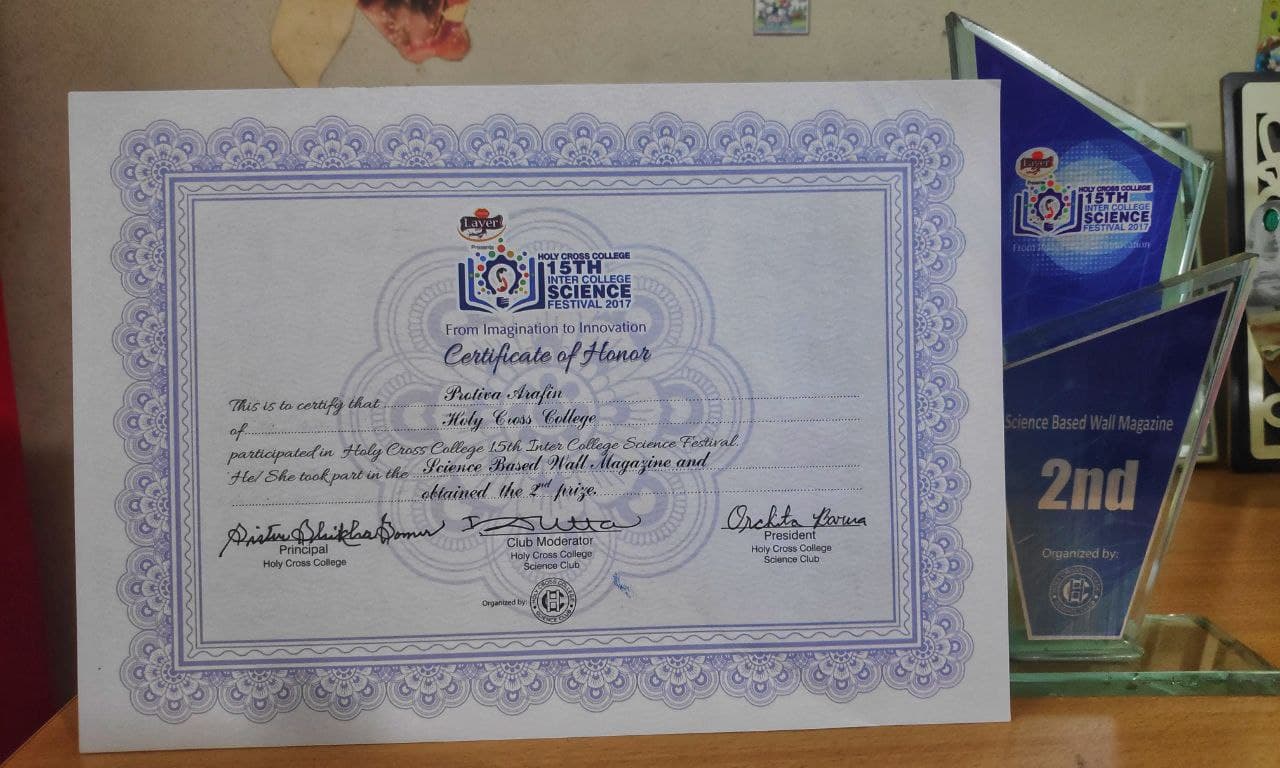 Layer
Presents
HOLY CROSS COLLEGE
15TH
INTER COLLEGE
SCIENCE
FESTIVAL 2017
From Imagination to Innovation
Certificate of Honor
This is to certify that Protiva Arafin
of Holy Cross College
participated in Holy Cross College 15th Inter College Science Festival.
He/ She took part in the Science Based Wall Magazine and
obtained the 2nd prize.
Principal
Holy Cross College
Club Moderator
Holy Cross College
Science Club
Orchita Barua
President
Holy Cross College
Science Club
Organized by:
HOLY CROSS COLLEGE
SCIENCE CLUB
Layer
HOLY CROSS COLLEGE
15TH
INTER COLLEGE
SCIENCE
FESTIVAL 2017
From Imagination to Innovation
Science Based Wall Magazine
2nd
Organized by: